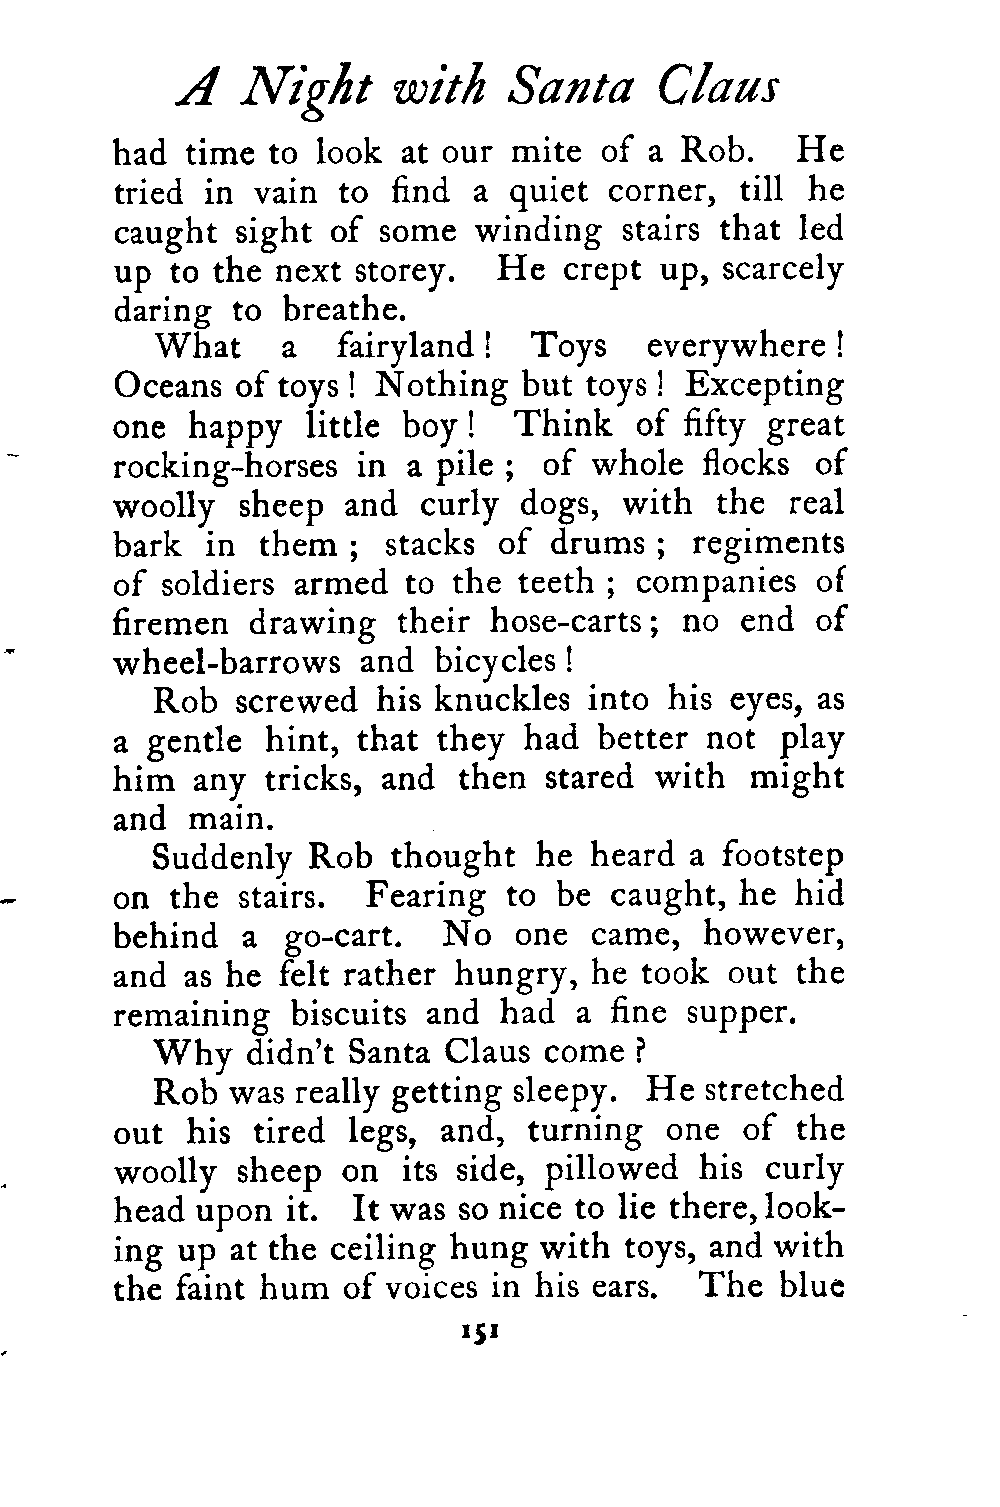 A Night with Santa Claus
had time to look at our mite of a Rob. He
tried in vain to find a quiet corner, till he
caught sight of some winding stairs that led
up to the next storey. He crept up, scarcely
daring to breathe.
What a fairyland ! Toys everywhere !
Oceans of toys ! Nothing but toys ! Excepting
one happy little boy ! Think of fifty great
rocking-horses in a pile ; of whole flocks of
woolly sheep and curly dogs, with the real
bark in them ; stacks of drums ; regiments
of soldiers armed to the teeth ; companies of
firemen drawing their hose-carts ; no end of
wheel-barrows and bicycles !
Rob screwed his knuckles into his eyes, as
a gentle hint, that they had better not play
him any tricks, and then stared with might
and main.
Suddenly Rob thought he heard a footstep
on the stairs. Fearing to be caught, he hid
behind a go-cart. No one came, however,
and as he felt rather hungry, he took out the
remaining biscuits and had a fine supper.
Why didn't Santa Claus come ?
Rob was really getting sleepy. He stretched
out his tired legs, and, turning one of the
woolly sheep on its side, pillowed his curly
head upon it. It was so nice to lie there, look-
ing up at the ceiling hung with toys, and with
the faint hum of voices in his ears. The blue
151